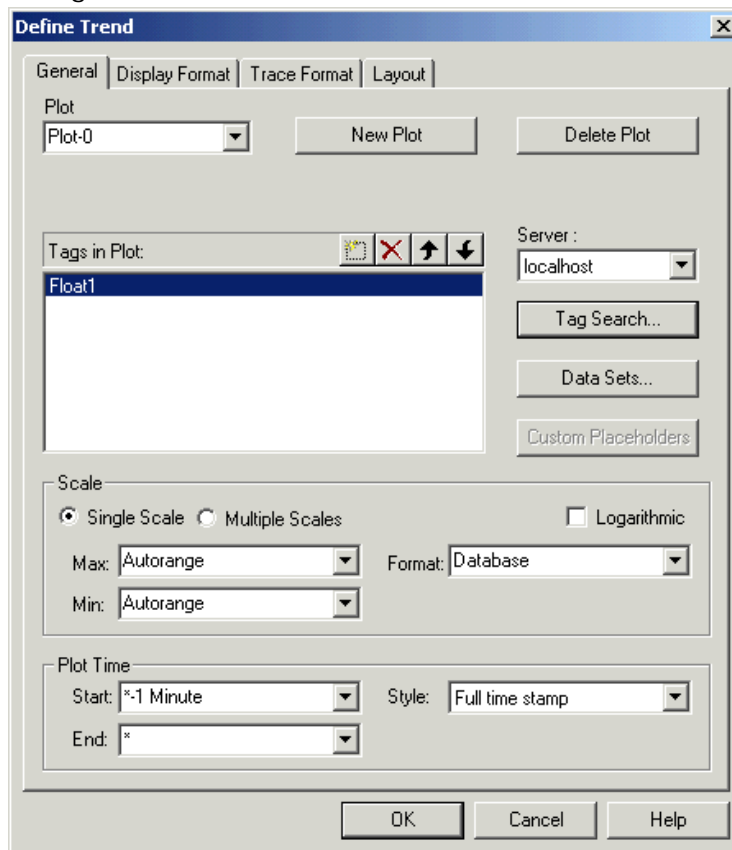 Define Trend
General Display Format Trace Format Layout
Plot
Plot-0 New Plot Delete Plot
Server :
Tags in Plot:
localhost
Float1
Tag Search...
Data Sets...
Custom Placeholders
Scale
Single Scale Multiple Scales Logarithmic
Max: Autorange Format: Database
Min: Autorange
Plot Time
Start: *-1 Minute Style: Full time stamp
End: *
OK Cancel Help